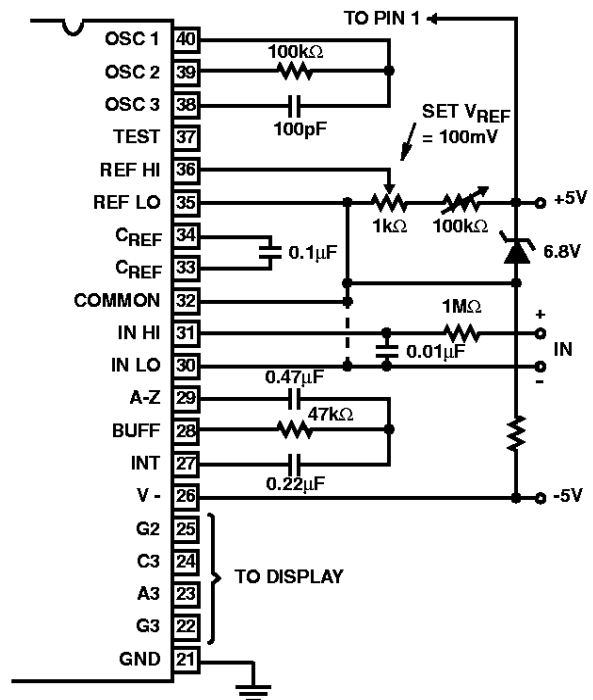 TO PIN 1
OSC 1 40
100kΩ
OSC 2 39
OSC 3 38
100pF
SET VREF
= 100mV
TEST 37
REF HI 36
REF LO 35
1kΩ
100kΩ
+5V
CREF 34
0.1µF
6.8V
CREF 33
COMMON 32
1MΩ
+
IN HI 31
0.01µF
IN
IN LO 30
-
0.47µF
A-Z 29
47kΩ
BUFF 28
INT 27
0.22µF
V - 26
-5V
G2 25
C3 24
TO DISPLAY
A3 23
G3 22
GND 21